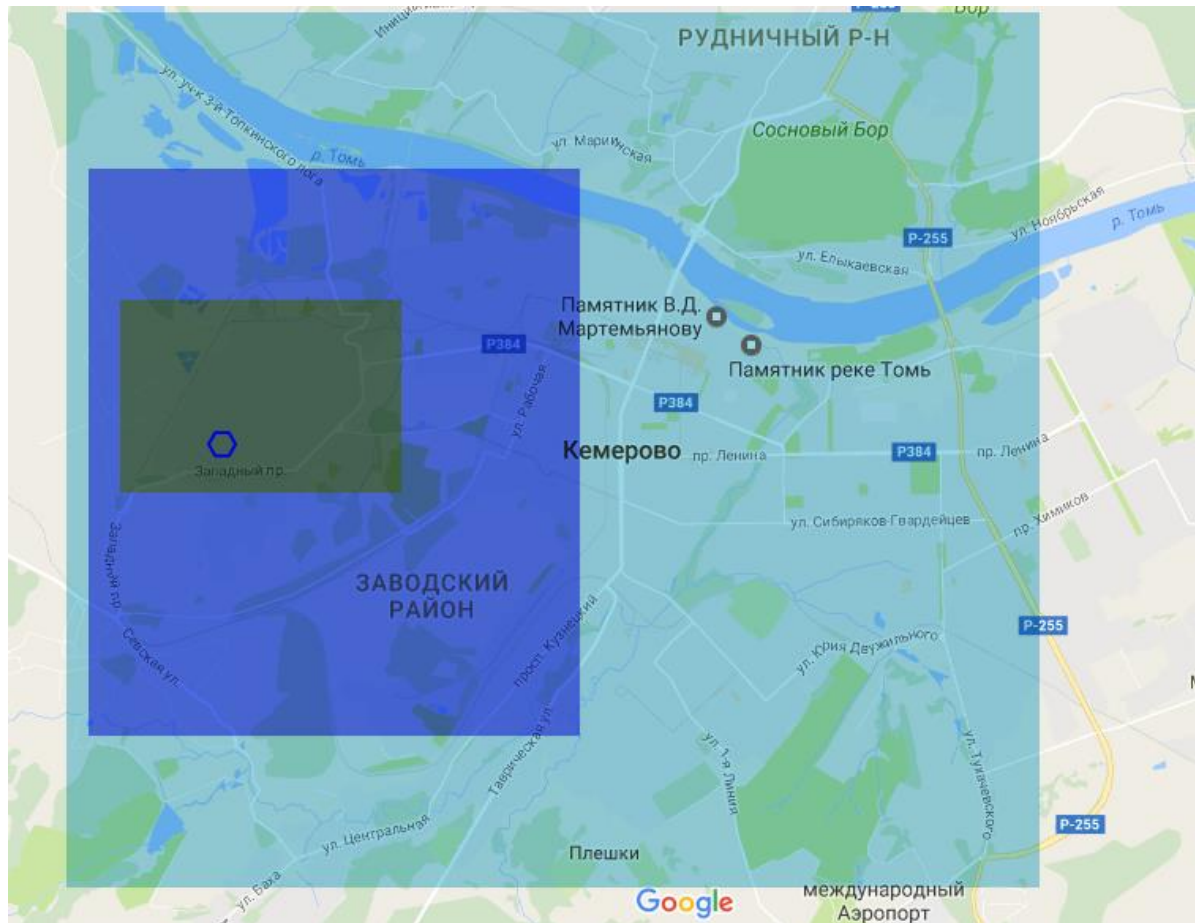 Р-255
Бор
Инициативн
РУДНИЧНЫЙ Р-Н
ул. уч-к 3-й Топкинского лога
Сосновый Бор
ул. Мариинская
р. Томь
ул. Ноябрьская
р. Томь
Р-255
ул. Елыкаевская
Памятник В.Д.
Мартемьянову
Р384
Памятник реке Томь
ул. Рабочая
Р384
Кемерово
пр. Ленина
Р384
пр. Ленина
Западный пр.
пр. Химиков
ул. Сибиряков-Гвардейцев
Западный пр.
ЗАВОДСКИЙ
РАЙОН
Р-255
просп. Кузнецкий
ул. Юрия Двужильного
Севская ул.
М
Таврическая ул.
ул. 1-я Линия
ул. Тухачевского
ул. Центральная
Р-255
Плешки
ул. Баха
Google
международный
Аэропорт